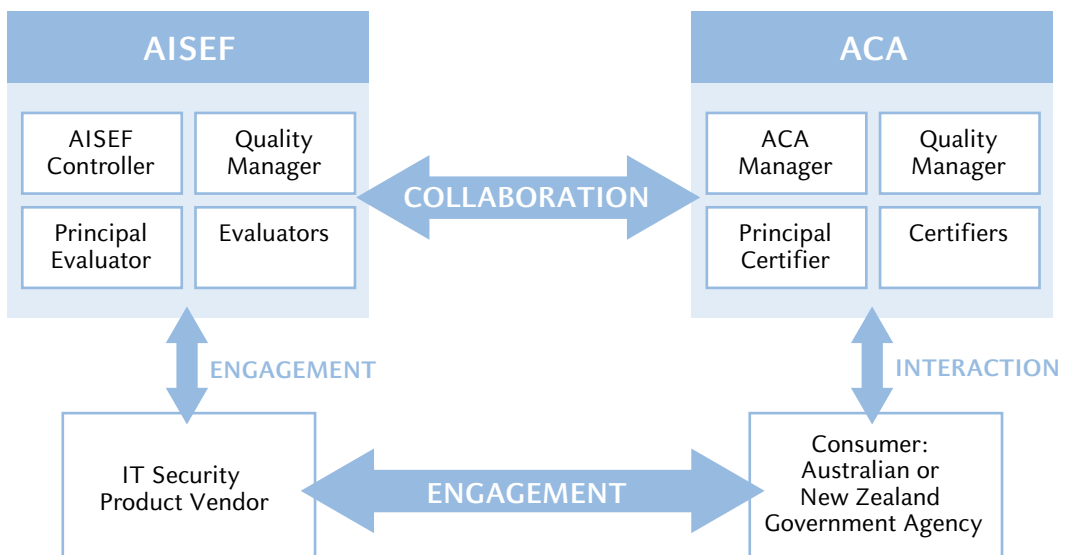 AISEF
ACA
AISEF
Controller
Quality
Manager
Principal
Evaluator
Evaluators
COLLABORATION
ACA
Manager
Quality
Manager
Principal
Certifier
Certifiers
ENGAGEMENT
INTERACTION
IT Security
Product Vendor
ENGAGEMENT
Consumer:
Australian or
New Zealand
Government Agency